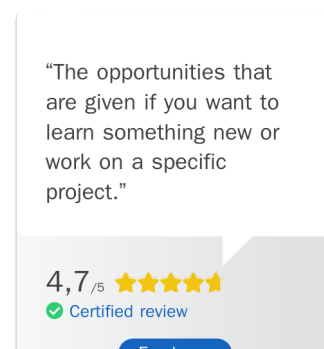 “The opportunities that
are given if you want to
learn something new or
work on a specific
project.”
4,7/5
Certified review